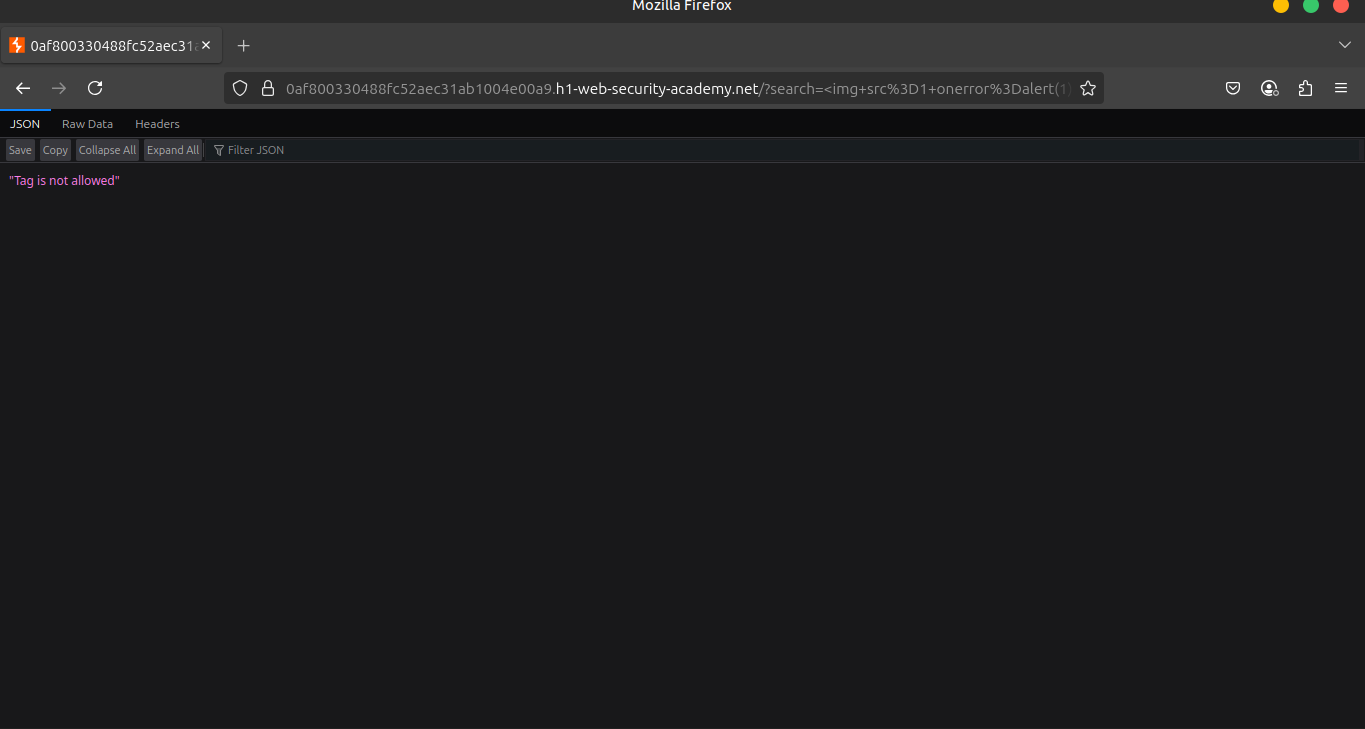 Mozilla Firefox
0af800330488fc52aec31a
0af800330488fc52aec31ab1004e00a9.h1-web-security-academy.net/?search=<img+src%3D1+onerror%3Dalert(1)
JSON Raw Data Headers
Save Copy Collapse All Expand All Filter JSON
"Tag is not allowed"